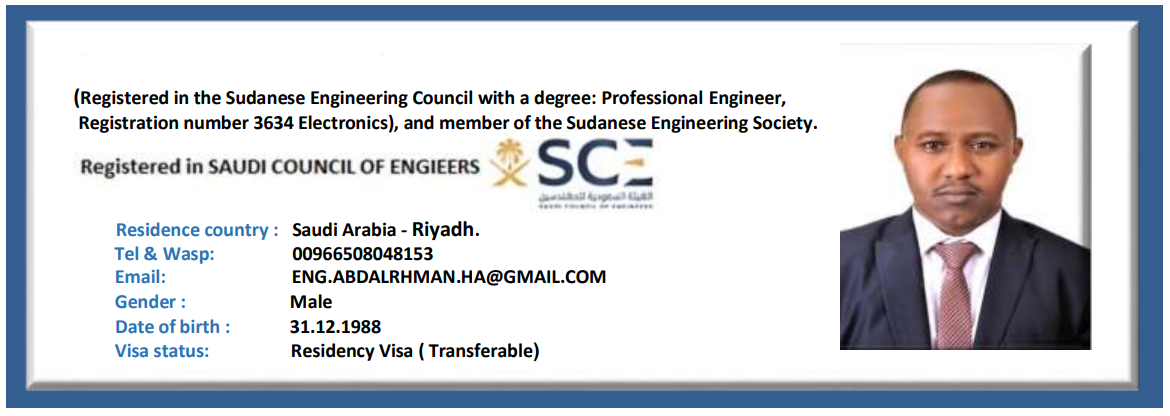 (Registered in the Sudanese Engineering Council with a degree: Professional Engineer,
Registration number 3634 Electronics), and member of the Sudanese Engineering Society.
Registered in SAUDI COUNCIL OF ENGIEERS SCE
الهيئة السعودية للمهندسين
SAUDI COUNCIL OF ENGINEERS
Residence country : Saudi Arabia - Riyadh.
Tel & Wasp: 00966508048153
Email: ENG.ABDALRHMAN.HA@GMAIL.COM
Gender : Male
Date of birth : 31.12.1988
Visa status: Residency Visa ( Transferable)